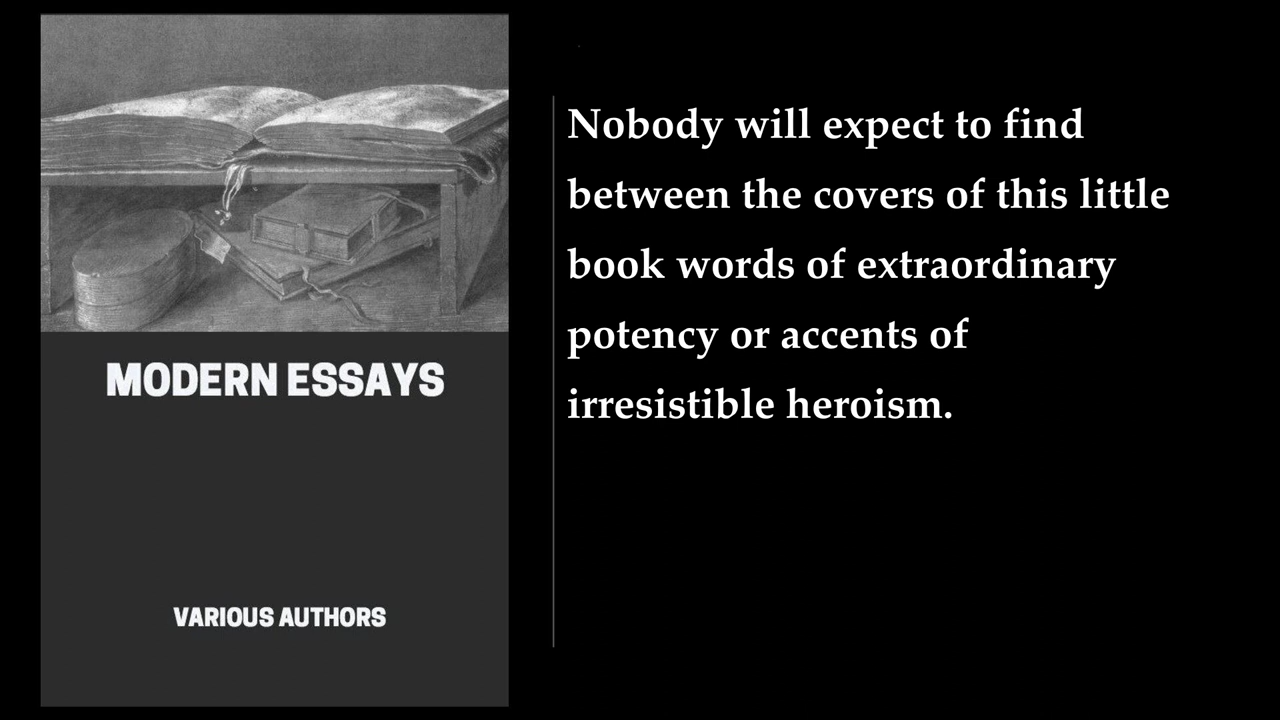 MODERN ESSAYS
VARIOUS AUTHORS
Nobody will expect to find
between the covers of this little
book words of extraordinary
potency or accents of
irresistible heroism.